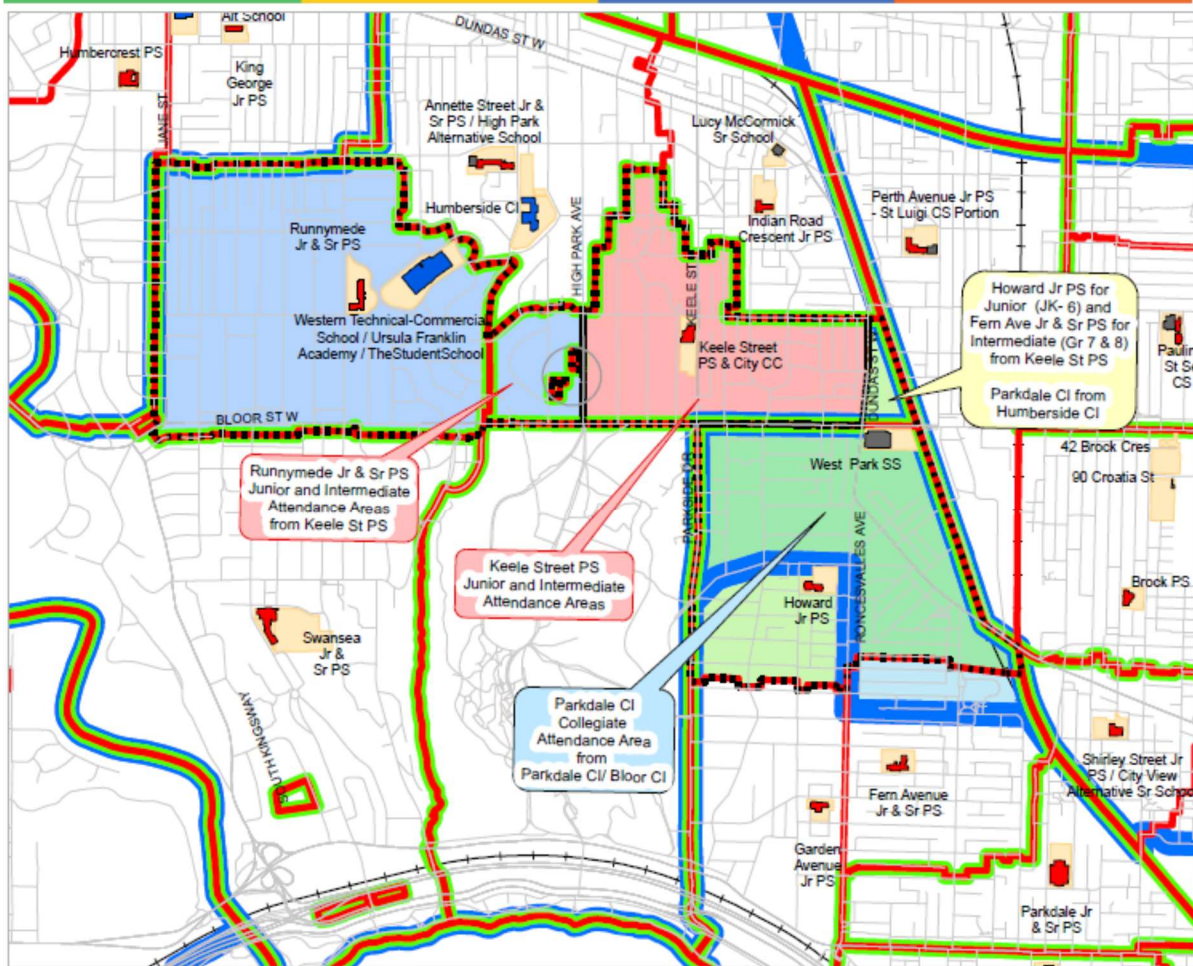 Alt School
DUNDAS ST W
Humbercrest PS
King
George
Jr PS
JANE ST
Annette Street Jr &
Sr PS / High Park
Alternative School
Lucy McCormick
Sr School
Humberside CI
HIGH PARK AVE
Perth Avenue Jr PS
- St Luigi CS Portion
Indian Road
Crescent Jr PS
Runnymede
Jr & Sr PS
KEELE ST
Howard Jr PS for
Junior (JK- 6) and
Fern Ave Jr & Sr PS for
Intermediate (Gr 7 & 8)
from Keele St PS
Parkdale CI from
Humberside CI
Western Technical-Commercial
School / Ursula Franklin
Academy / TheStudentSchool
Keele Street
PS & City CC
DUNDAS ST W
CS
BLOOR ST W
42 Brock Cres
West Park SS
90 Croatia St
Runnymede Jr & Sr PS
Junior and Intermediate
Attendance Areas
from Keele St PS
PARKSIDE DR
RONCESVALLES AVE
Keele Street PS
Junior and Intermediate
Attendance Areas
Howard
Jr PS
Brock PS
Swansea
Jr &
Sr PS
SOUTH KINGSWAY
Parkdale CI
Collegiate
Attendance Area
from
Parkdale CI/ Bloor CI
Shirley Street Jr
PS / City View
Alternative Sr School
Fern Avenue
Jr & Sr PS
Garden
Avenue
Jr PS
Parkdale Jr
& Sr PS